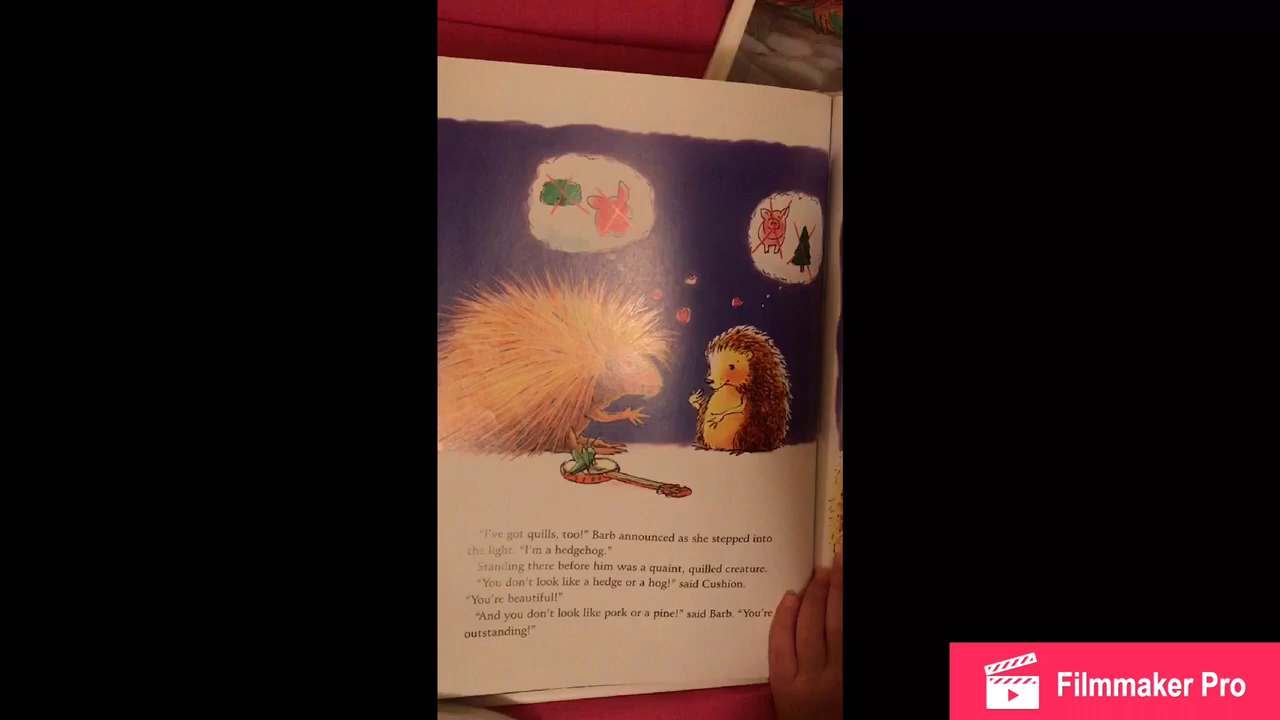 "I've got quills, too!" Barb announced as she stepped into
the light. "I'm a hedgehog."
Standing there before him was a quaint, quilled creature.
"You don't look like a hedge or a hog!" said Cushion.
"You're beautiful!"
"And you don't look like pork or a pine!" said Barb. "You're
outstanding!"
Filmmaker Pro